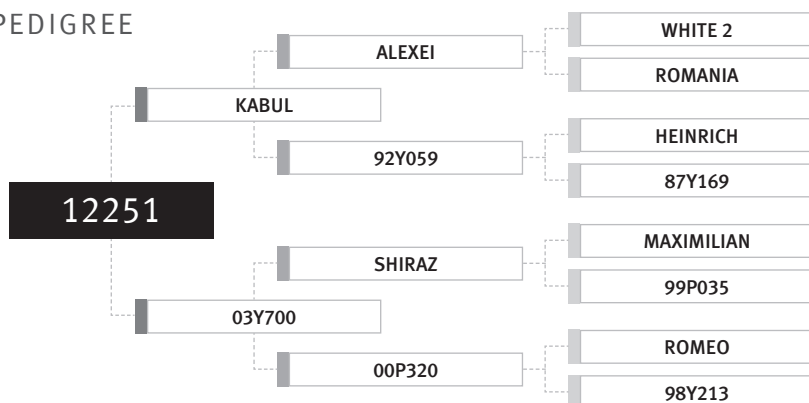 PEDIGREE
WHITE 2
ALEXEI
ROMANIA
KABUL
HEINRICH
92Y059
87Y169
12251
MAXIMILIAN
SHIRAZ
99P035
03Y700
ROMEO
00P320
98Y213